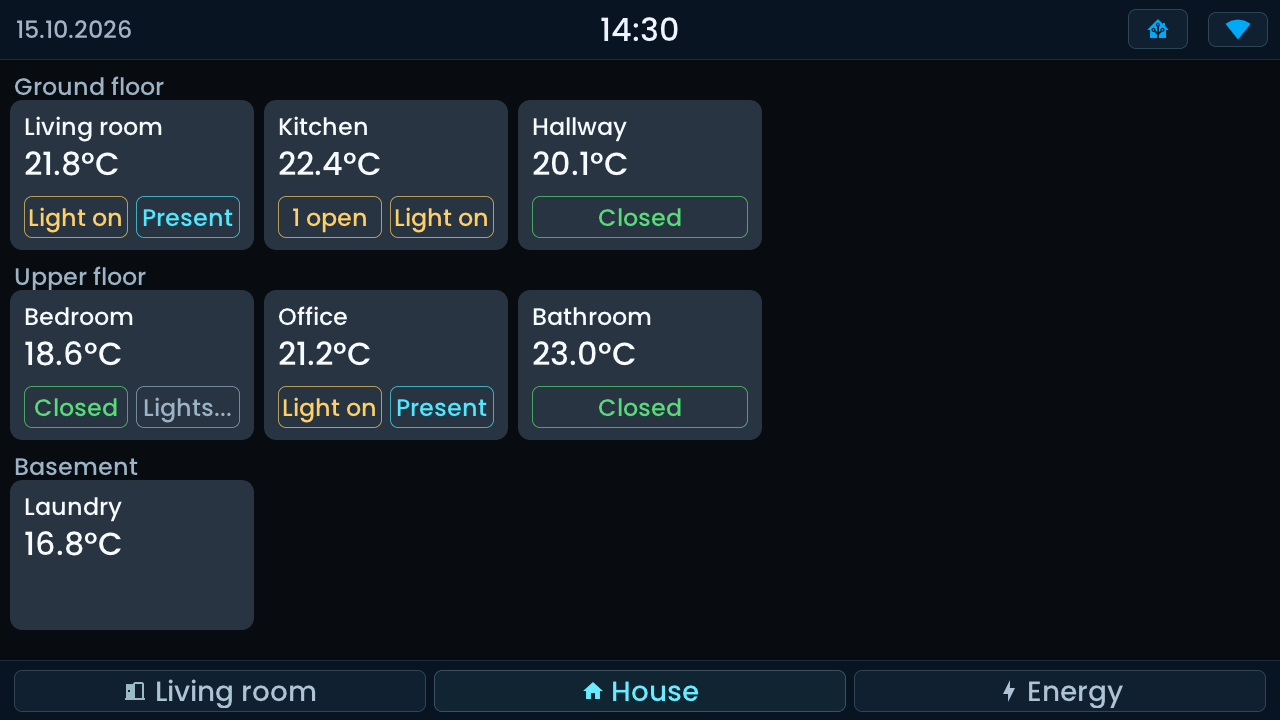 15.10.2026
14:30
Ground floor
Living room
21.8°C
Light on
Present
Kitchen
22.4°C
1 open
Light on
Hallway
20.1°C
Closed
Upper floor
Bedroom
18.6°C
Closed
Lights...
Office
21.2°C
Light on
Present
Bathroom
23.0°C
Closed
Basement
Laundry
16.8°C
Living room
House
Energy